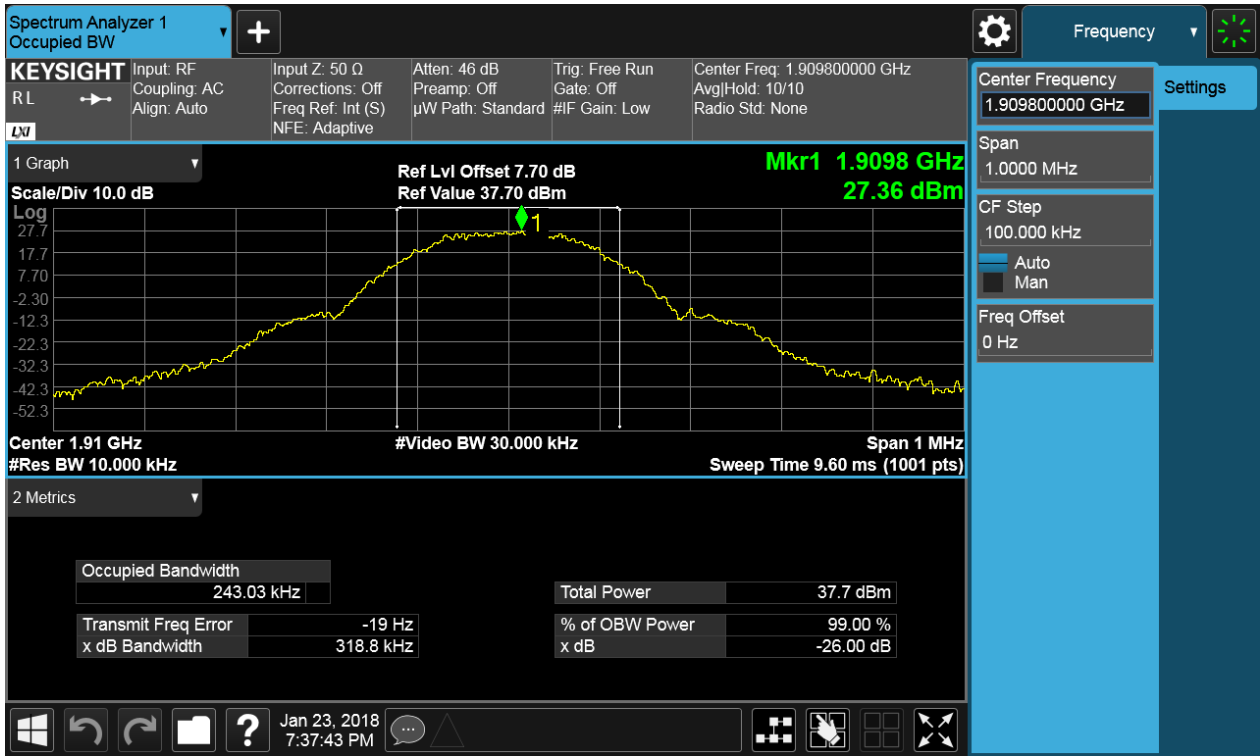 Spectrum Analyzer 1
Occupied BW
Frequency
KEYSIGHT
RL
LXI
Input: RF
Coupling: AC
Align: Auto
Input Z: 50 Ω
Corrections: Off
Freq Ref: Int (S)
NFE: Adaptive
Atten: 46 dB
Preamp: Off
µW Path: Standard
Trig: Free Run
Gate: Off
#IF Gain: Low
Center Freq: 1.909800000 GHz
Avg|Hold: 10/10
Radio Std: None
Center Frequency
1.909800000 GHz
Settings
Span
1.0000 MHz
CF Step
100.000 kHz
Auto
Man
Freq Offset
0 Hz
1 Graph
Scale/Div 10.0 dB
Log
Ref Lvl Offset 7.70 dB
Ref Value 37.70 dBm
Mkr1 1.9098 GHz
27.36 dBm
1
27.7
17.7
7.70
-2.30
-12.3
-22.3
-32.3
-42.3
-52.3
Center 1.91 GHz
#Res BW 10.000 kHz
#Video BW 30.000 kHz
Span 1 MHz
Sweep Time 9.60 ms (1001 pts)
2 Metrics
Occupied Bandwidth
243.03 kHz
Transmit Freq Error -19 Hz
x dB Bandwidth 318.8 kHz
Total Power 37.7 dBm
% of OBW Power 99.00 %
x dB -26.00 dB
?
Jan 23, 2018
7:37:43 PM